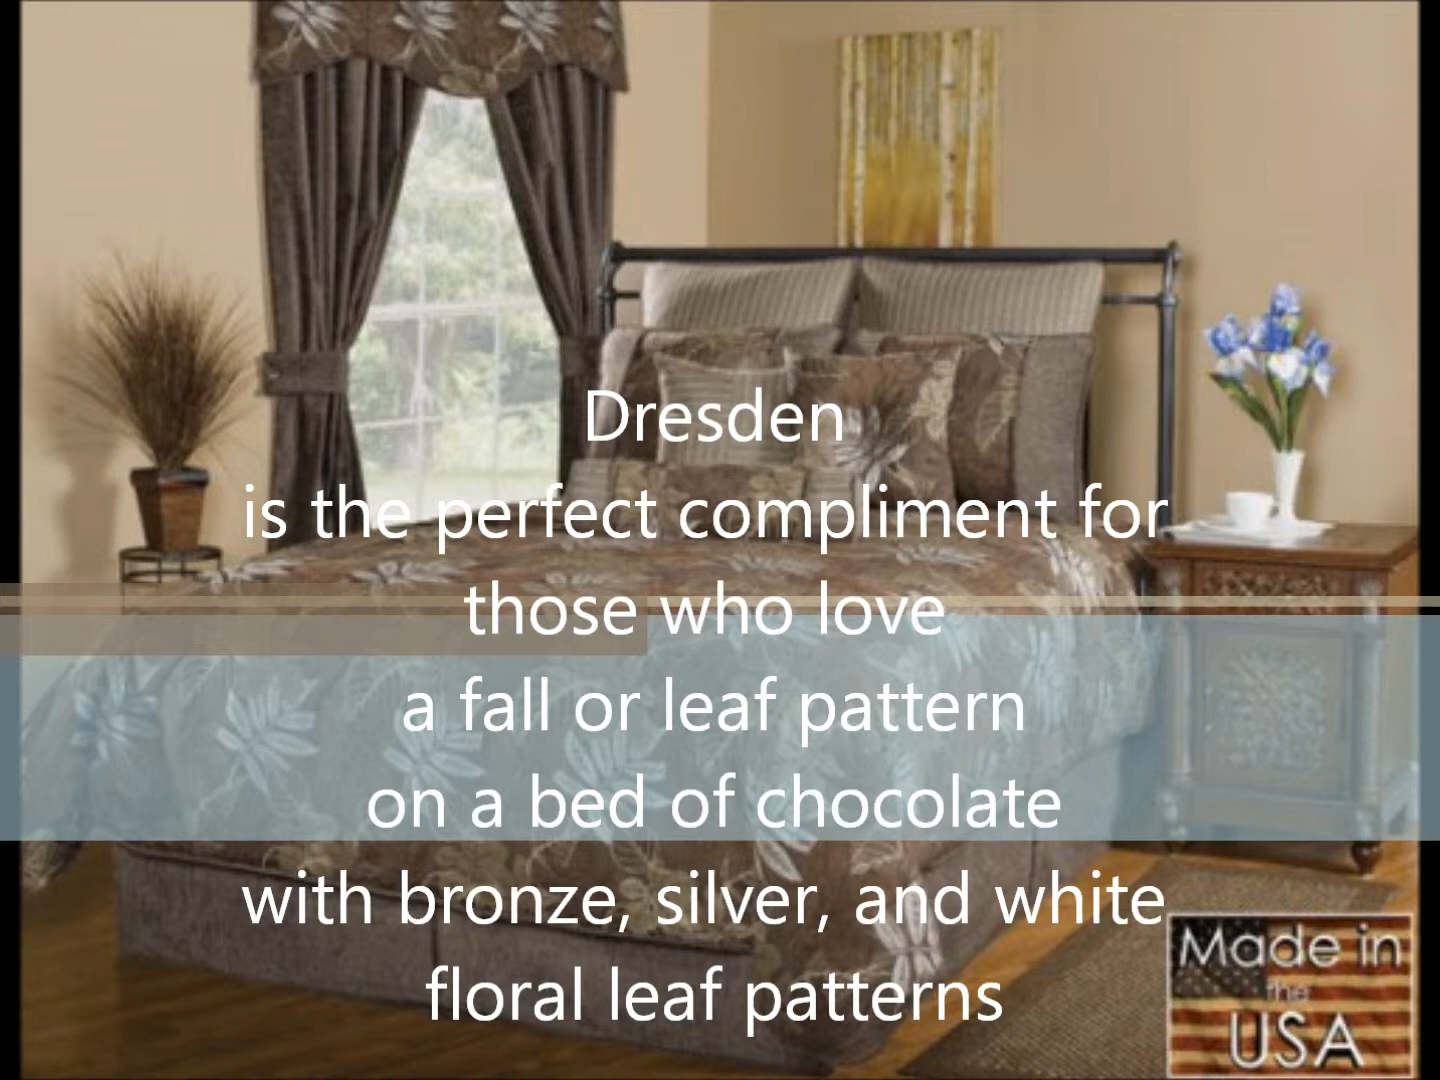 Dresden
is the perfect compliment for
those who love
a fall or leaf pattern
on a bed of chocolate
with bronze, silver, and white
floral leaf patterns
Made in
the
USA